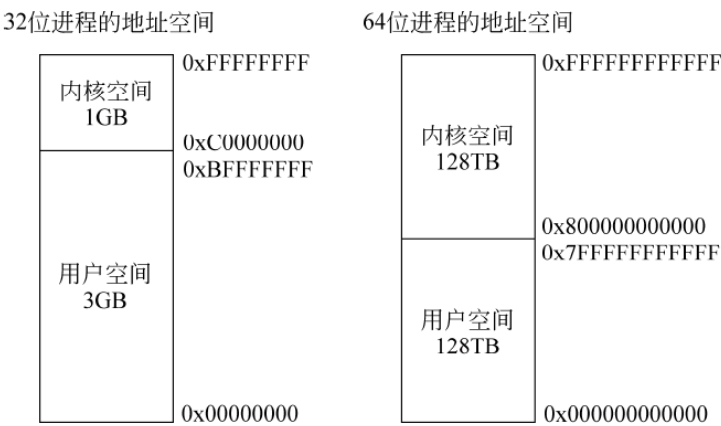 32位进程的地址空间
0xFFFFFFFF
内核空间
1GB
0xC0000000
0xBFFFFFFF
用户空间
3GB
0x00000000
64位进程的地址空间
0xFFFFFFFFFFFF
内核空间
128TB
0x800000000000
0x7FFFFFFFFFFF
用户空间
128TB
0x000000000000